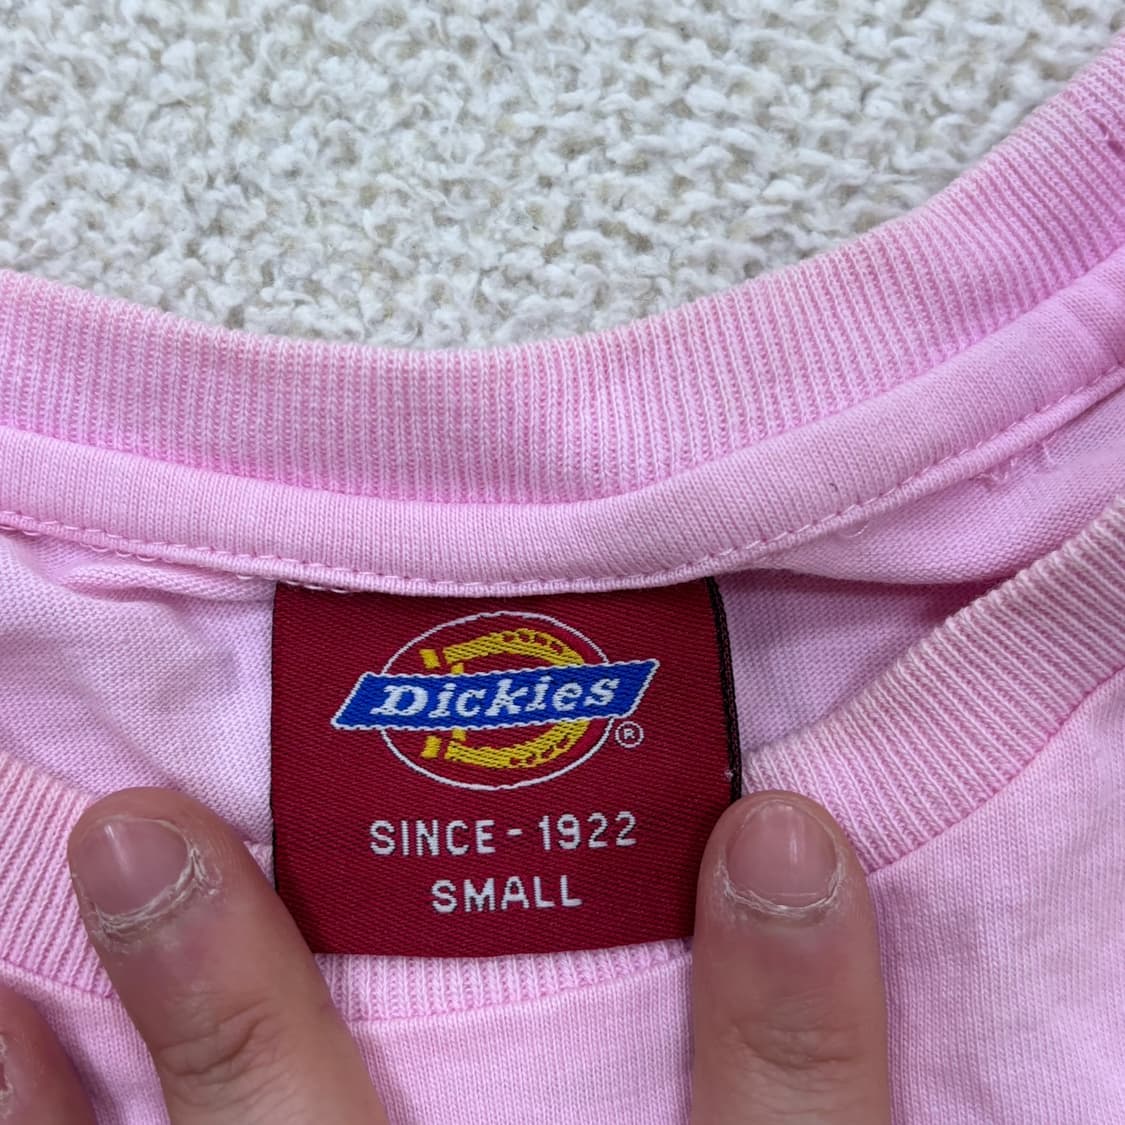 Dickies
®
SINCE - 1922
SMALL